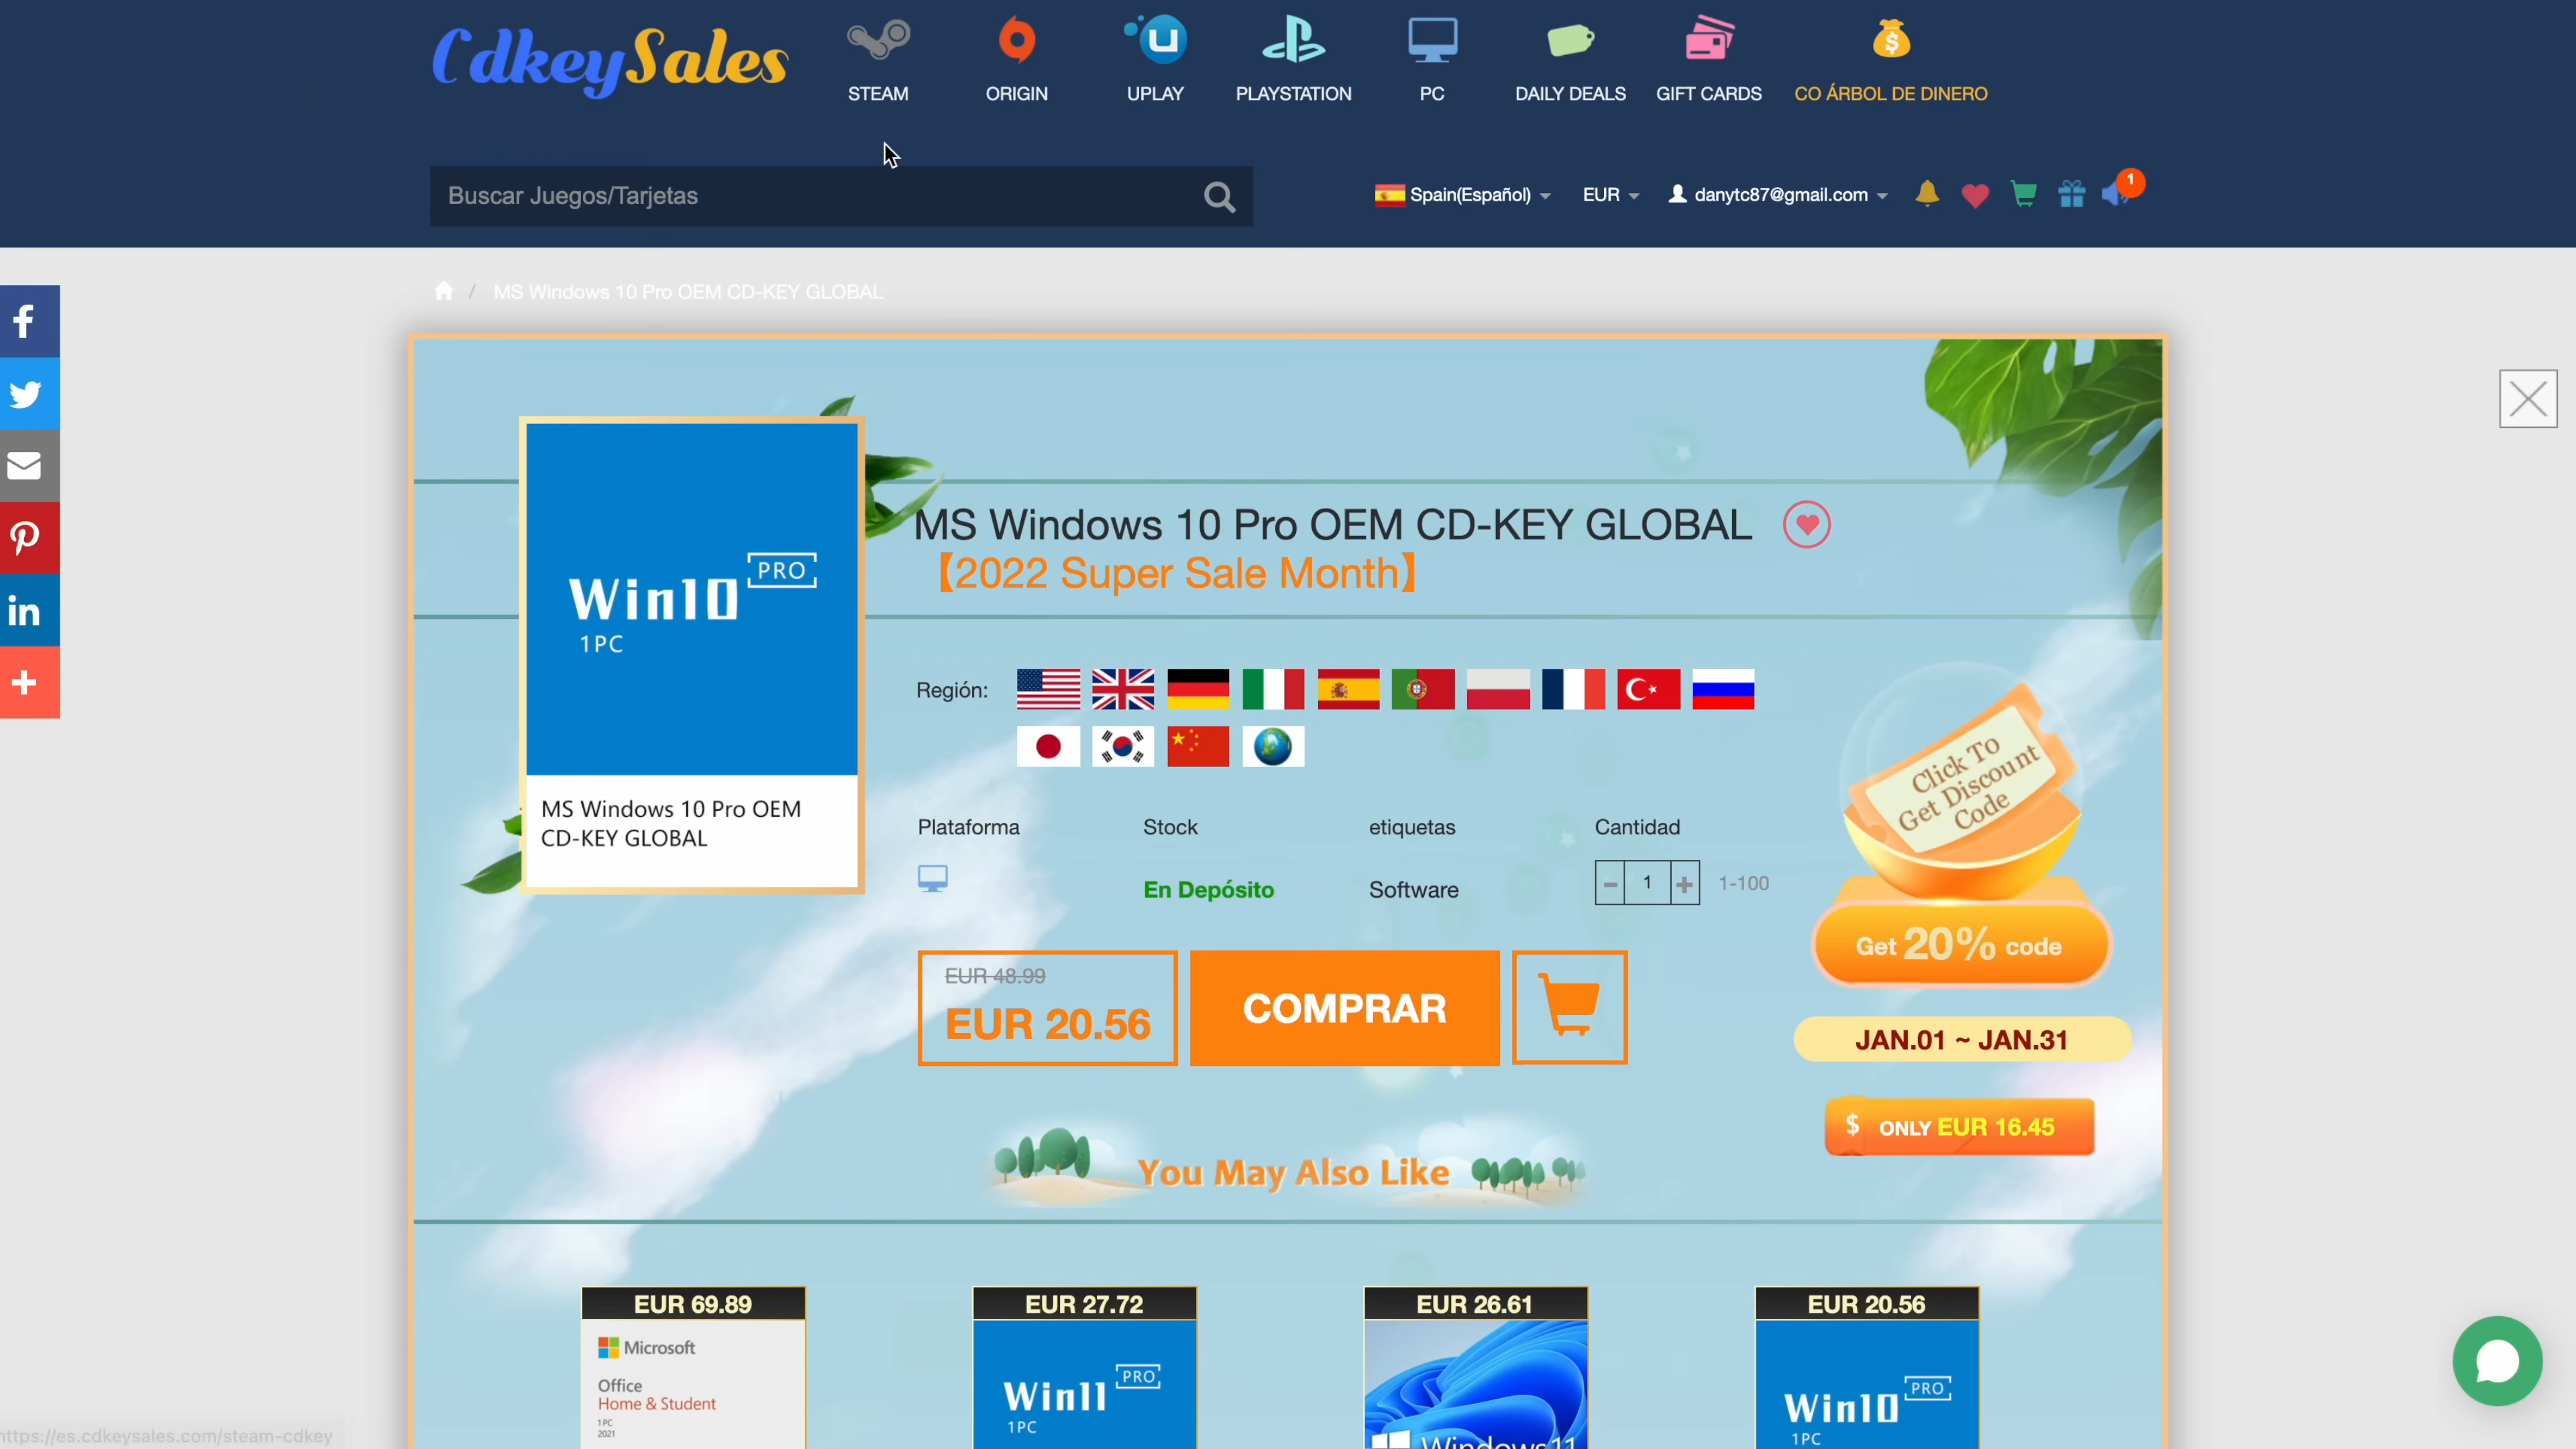 CdkeySales
STEAM
ORIGIN
UPLAY
PLAYSTATION
PC
DAILY DEALS
GIFT CARDS
CO ÁRBOL DE DINERO
Buscar Juegos/Tarjetas
Spain(Español)
EUR
danytc87@gmail.com
1
/ MS Windows 10 Pro OEM CD-KEY GLOBAL
Win10 PRO
1PC
MS Windows 10 Pro OEM
CD-KEY GLOBAL
MS Windows 10 Pro OEM CD-KEY GLOBAL
【2022 Super Sale Month】
Región:
Plataforma
Stock
etiquetas
Cantidad
En Depósito
Software
- 1 + 1-100
EUR 48.99
EUR 20.56
COMPRAR
Click To
Get Discount
Code
Get 20% code
JAN.01 ~ JAN.31
$ ONLY EUR 16.45
You May Also Like
EUR 69.89
Microsoft
Office
Home & Student
1PC
2021
EUR 27.72
Win11 PRO
1PC
EUR 26.61
Windows 11
EUR 20.56
Win10 PRO
1PC
https://es.cdkeysales.com/steam-cdkey